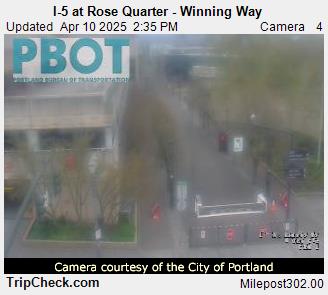 I-5 at Rose Quarter - Winning Way
Updated Apr 10 2025 2:35 PM Camera 4
PBOT
PORTLAND BUREAU OF TRANSPORTATION
Camera courtesy of the City of Portland
TripCheck.com Milepost302.00